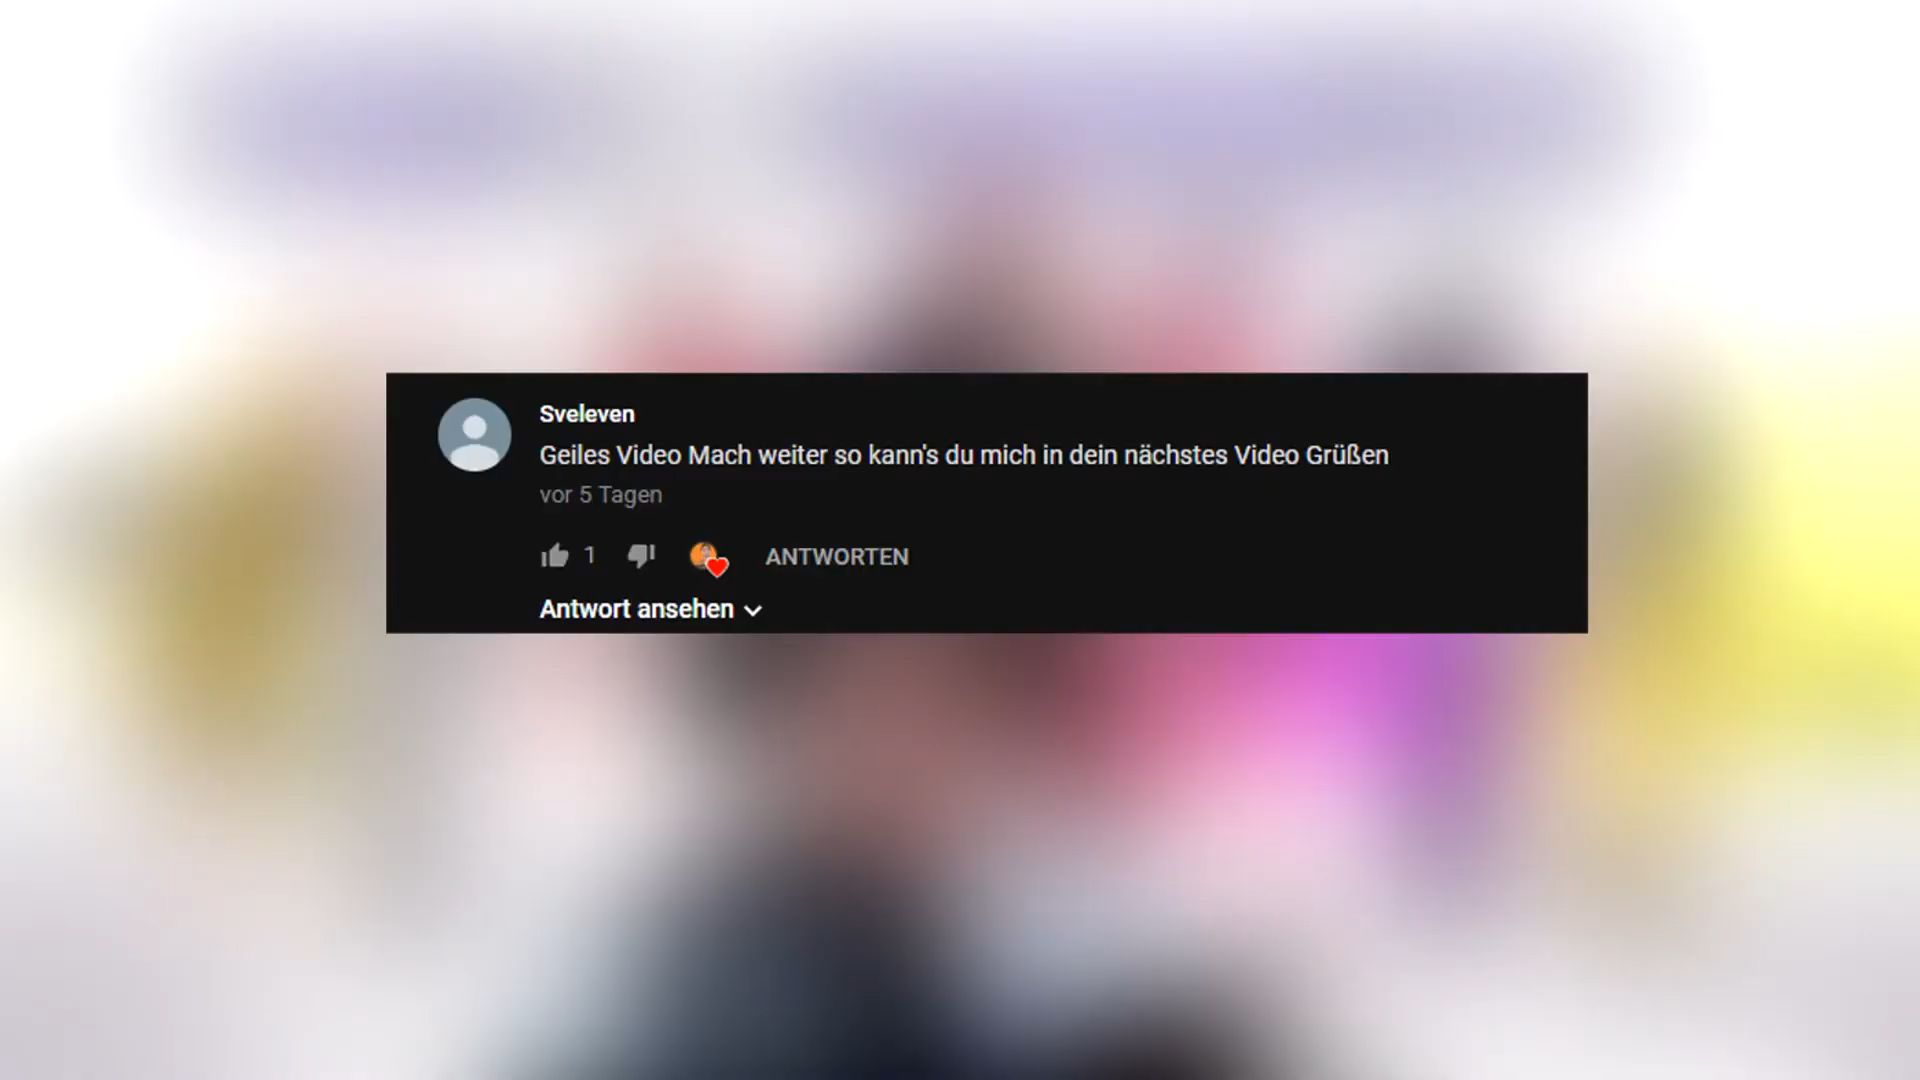 Sveleven
Geiles Video Mach weiter so kann's du mich in dein nächstes Video Grüßen
vor 5 Tagen
1
ANTWORTEN
Antwort ansehen